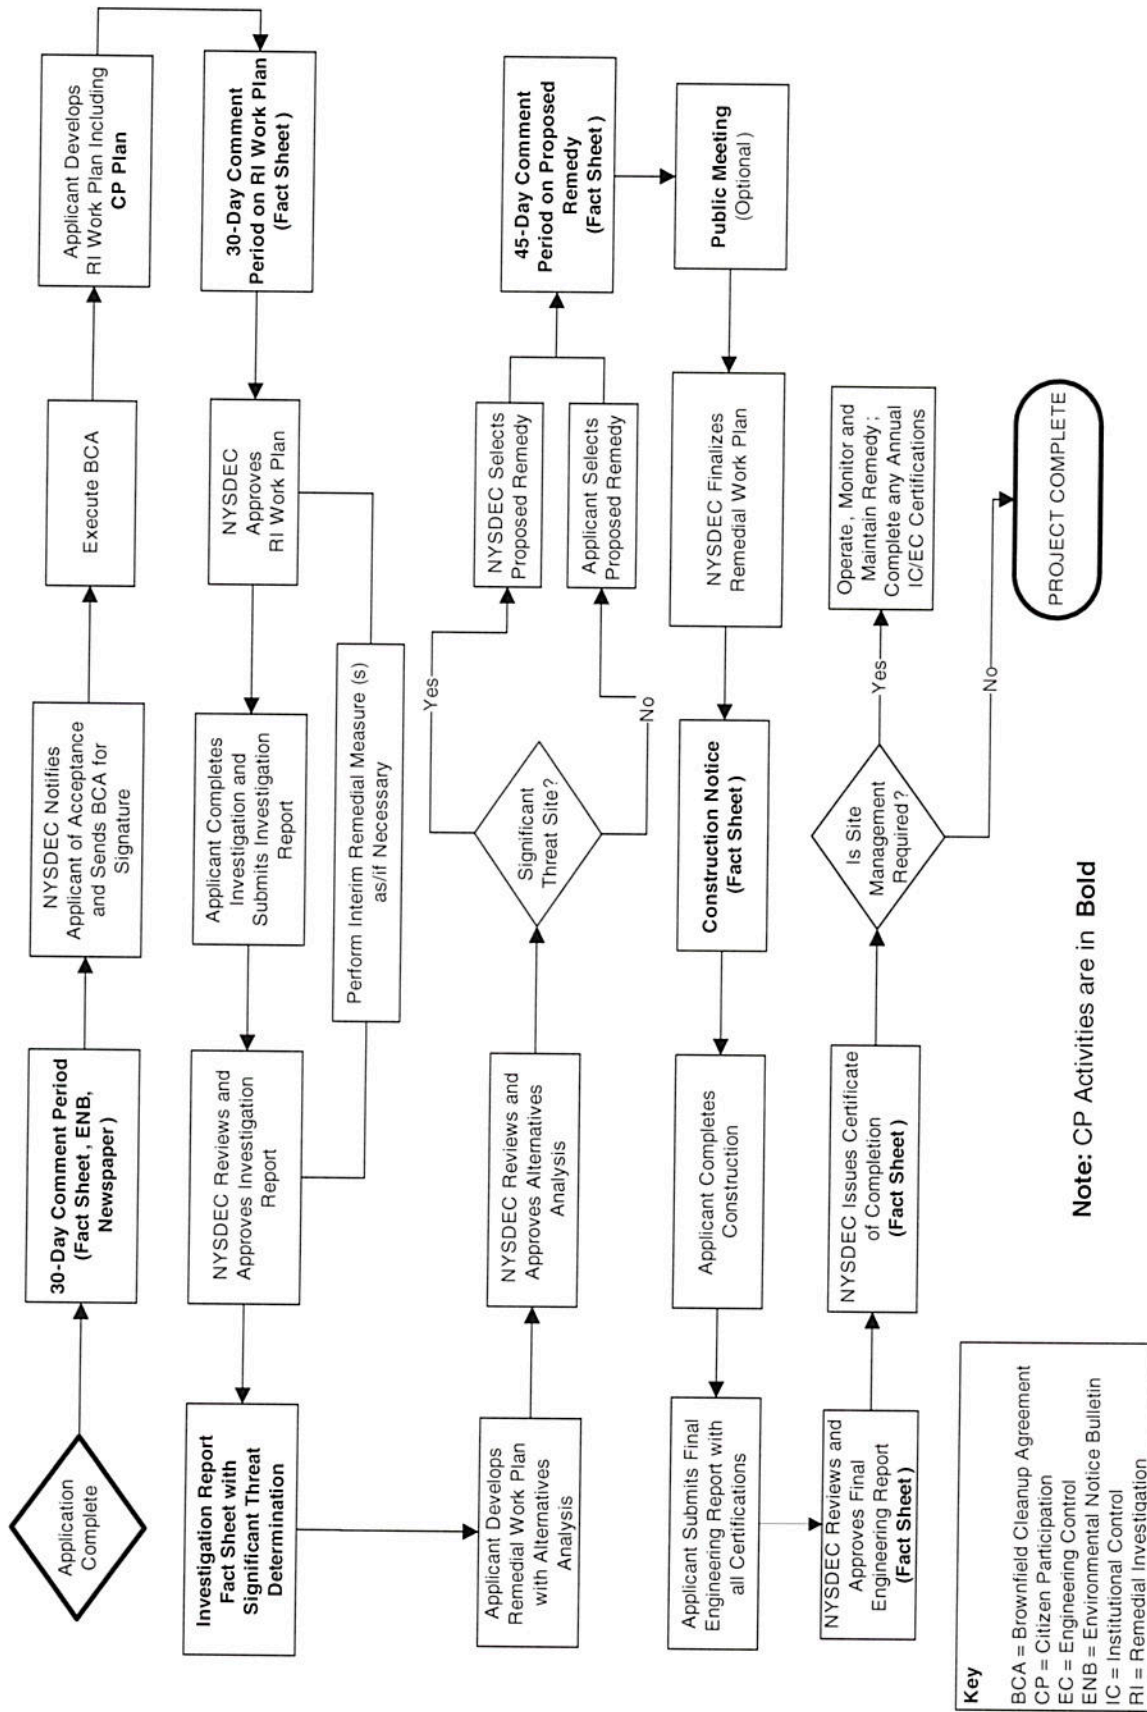 Application
Complete
30-Day Comment Period
(Fact Sheet , ENB,
Newspaper)
NYSDEC Notifies
Applicant of Acceptance
and Sends BCA for
Signature
Execute BCA
Applicant Develops
RI Work Plan Including
CP Plan
30-Day Comment
Period on RI Work Plan
(Fact Sheet )
NYSDEC
Approves
RI Work Plan
Applicant Completes
Investigation and
Submits Investigation
Report
Perform Interim Remedial Measure (s)
as/if Necessary
NYSDEC Reviews and
Approves Investigation
Report
Investigation Report
Fact Sheet with
Significant Threat
Determination
Applicant Develops
Remedial Work Plan
with Alternatives
Analysis
NYSDEC Reviews and
Approves Alternatives
Analysis
Significant
Threat Site?
Yes
No
NYSDEC Selects
Proposed Remedy
Applicant Selects
Proposed Remedy
45-Day Comment
Period on Proposed
Remedy
(Fact Sheet )
Public Meeting
(Optional )
NYSDEC Finalizes
Remedial Work Plan
Construction Notice
(Fact Sheet )
Applicant Completes
Construction
Applicant Submits Final
Engineering Report with
all Certifications
NYSDEC Reviews and
Approves Final
Engineering Report
(Fact Sheet )
NYSDEC Issues Certificate
of Completion
(Fact Sheet )
Is Site
Management
Required ?
Yes
No
Operate , Monitor and
Maintain Remedy ;
Complete any Annual
IC/EC Certifications
PROJECT COMPLETE
Key
BCA = Brownfield Cleanup Agreement
CP = Citizen Participation
EC = Engineering Control
ENB = Environmental Notice Bulletin
IC = Institutional Control
RI = Remedial Investigation
Note: CP Activities are in Bold